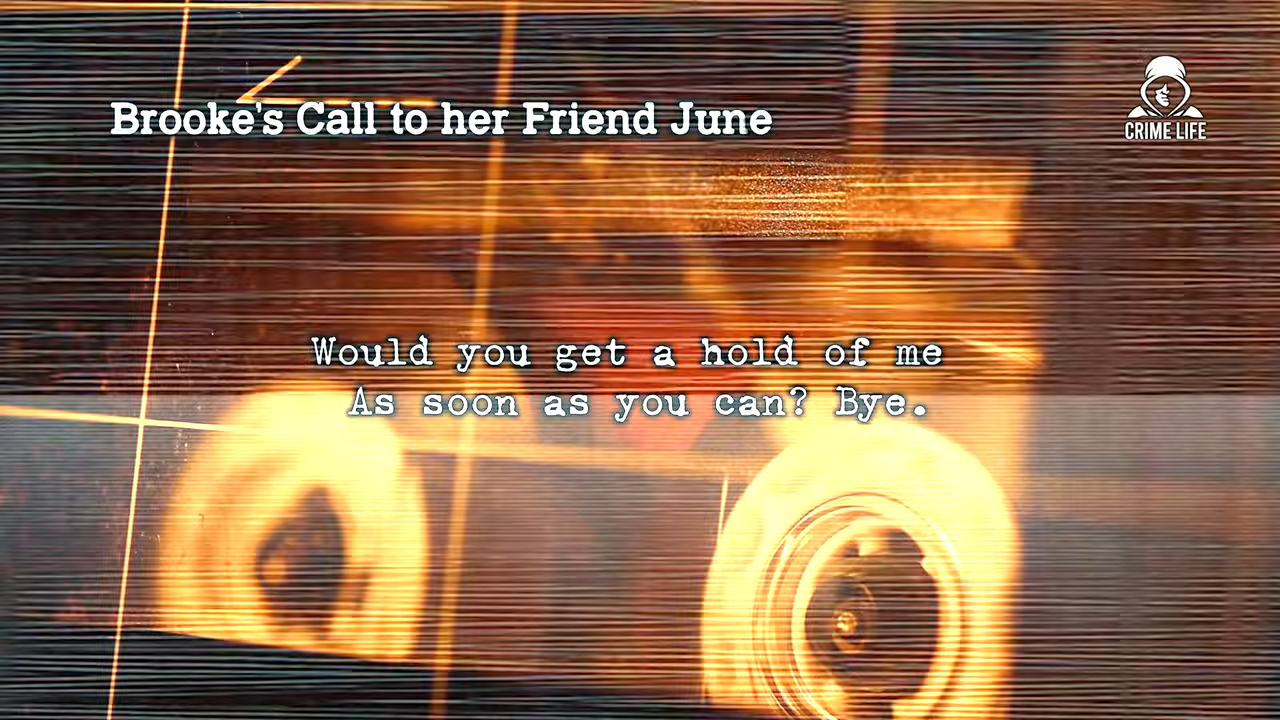 Brooke's Call to her Friend June
CRIME LIFE
Would you get a hold of me
As soon as you can? Bye.